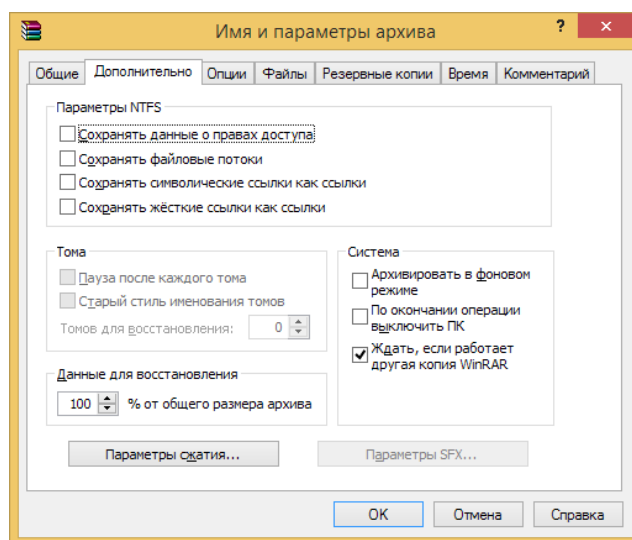 Имя и параметры архива
?
×
Общие Дополнительно Опции Файлы Резервные копии Время Комментарий
Параметры NTFS
Сохранять данные о правах доступа
Сохранять файловые потоки
Сохранять символические ссылки как ссылки
Сохранять жёсткие ссылки как ссылки
Тома
Пауза после каждого тома
Старый стиль именования томов
Томов для восстановления: 0
Система
Архивировать в фоновом
режиме
По окончании операции
выключить ПК
Ждать, если работает
другая копия WinRAR
Данные для восстановления
100 % от общего размера архива
Параметры сжатия...
Параметры SFX...
OK Отмена Справка